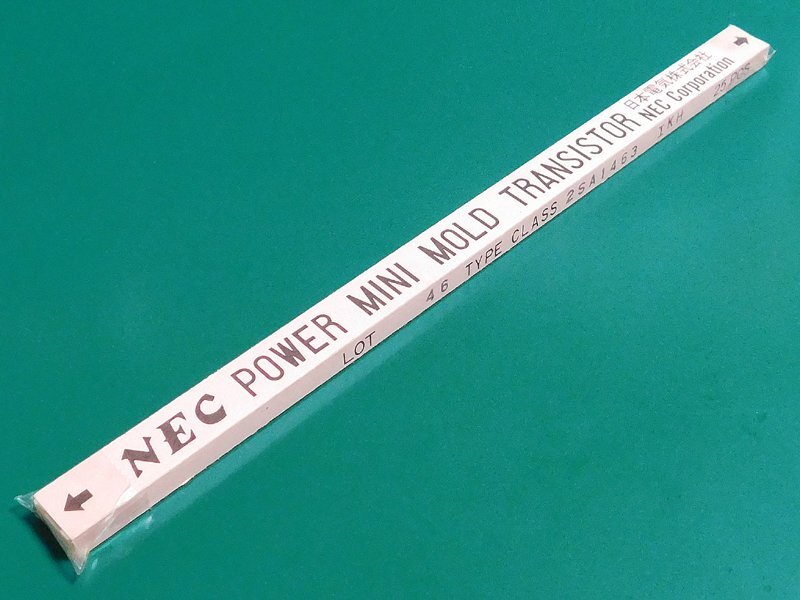 NEC POWER MINI MOLD TRANSISTOR
日本電気株式会社
NEC Corporation
LOT 46 TYPE CLASS 2SA1463 IKH 25 PCS